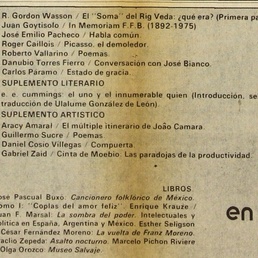 R. Gordon Wasson / El "Soma" del Rig Veda: ¿qué era? (Primera pa
Juan Goytisolo / In Memoriam F.F.B. (1892-1975)
José Emilio Pacheco / Habla común.
Roger Caillois / Picasso, el demoledor.
Roberto Vallarino / Poemas.
Danubio Torres Fierro / Conversación con José Bianco.
Carlos Páramo / Estado de gracia.
SUPLEMENTO LITERARIO
e. e. cummings: el uno y el innumerable quien (Introducción, se
traducción de Ulalume González de León)
SUPLEMENTO ARTISTICO
Aracy Amaral / El múltiple itinerario de João Camara.
Guillermo Sucre / Poemas.
Daniel Cosío Villegas / Compuerta.
Gabriel Zaid / Cinta de Moebio: Las paradojas de la productividad.
LIBROS
osé Pascual Buxó: Cancionero folklórico de México.
omo I: "Coplas del amor feliz". Enrique Krauze /
uan F. Marsal: La sombra del poder. Intelectuales y
olítica en España, Argentina y México. Esther Seligson
César Fernández Moreno: La vuelta de Franz Moreno.
raclio Zepeda: Asalto nocturno. Marcelo Pichon Riviere
Olga Orozco: Museo Salvaje.
en